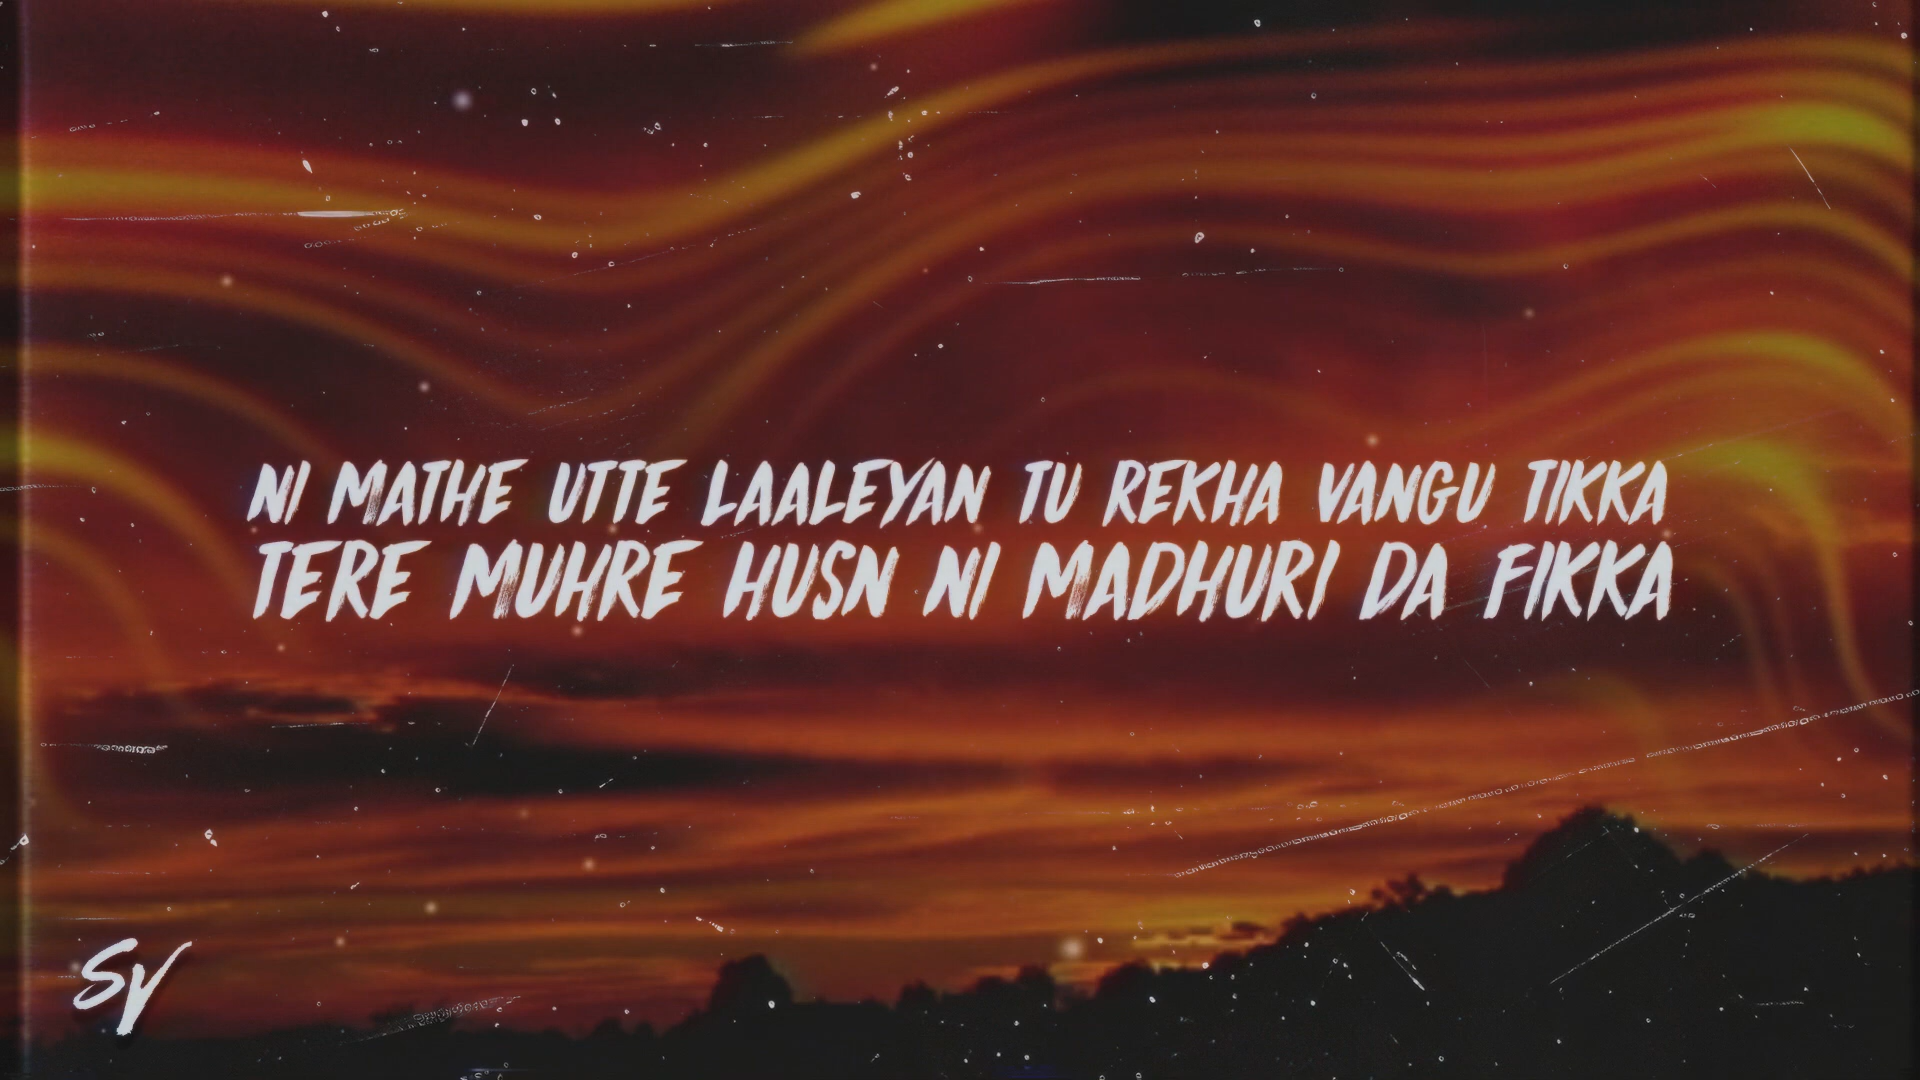 NI MATHE UTTE LAALEYAN TU REKHA VANGU TIKKA
TERE MUHRE HUSN NI MADHURI DA FIKKA
SV